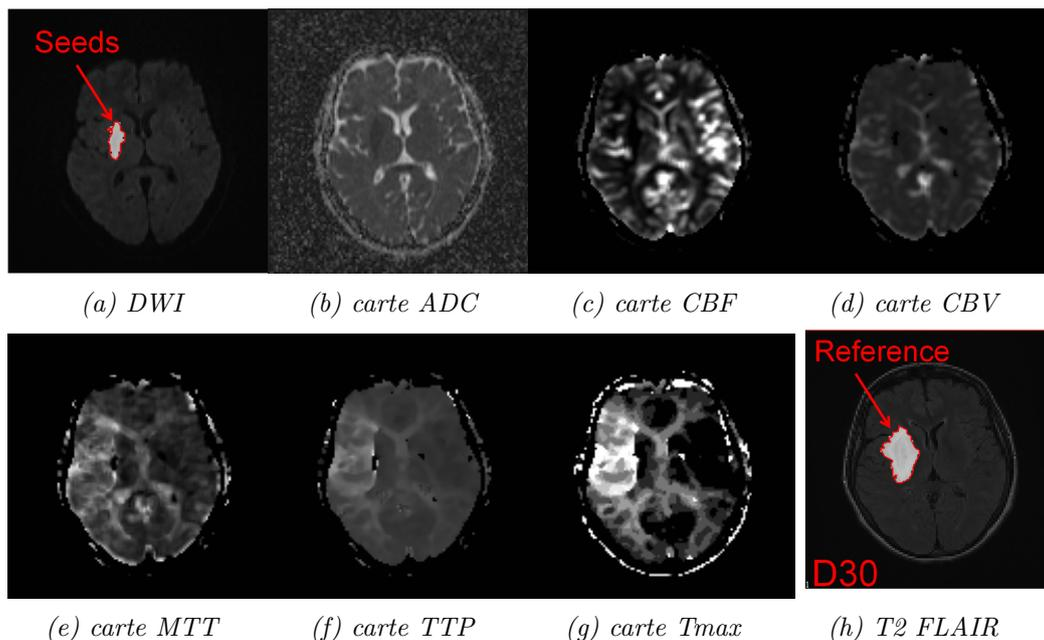 Seeds
(a) DWI
(b) carte ADC
(c) carte CBF
(d) carte CBV
Reference
D30
(e) carte MTT
(f) carte TTP
(g) carte Tmax
(h) T2 FLAIR